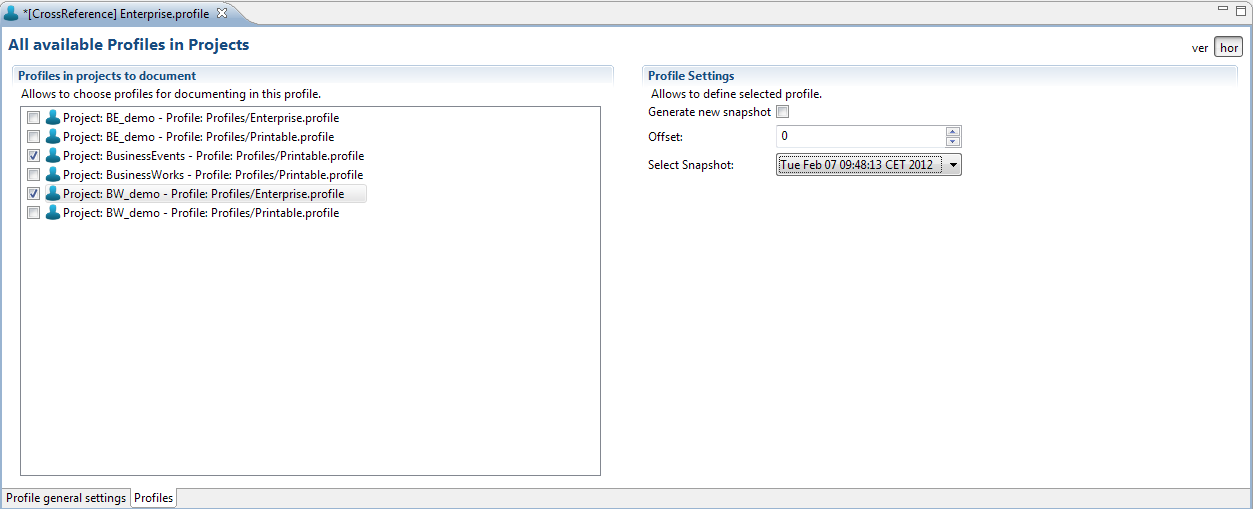 *[CrossReference] Enterprise.profile
All available Profiles in Projects
ver hor
Profiles in projects to document
Allows to choose profiles for documenting in this profile.
Project: BE_demo - Profile: Profiles/Enterprise.profile
Project: BE_demo - Profile: Profiles/Printable.profile
Project: BusinessEvents - Profile: Profiles/Printable.profile
Project: BusinessWorks - Profile: Profiles/Printable.profile
Project: BW_demo - Profile: Profiles/Enterprise.profile
Project: BW_demo - Profile: Profiles/Printable.profile
Profile Settings
Allows to define selected profile.
Generate new snapshot
Offset: 0
Select Snapshot: Tue Feb 07 09:48:13 CET 2012
Profile general settings Profiles